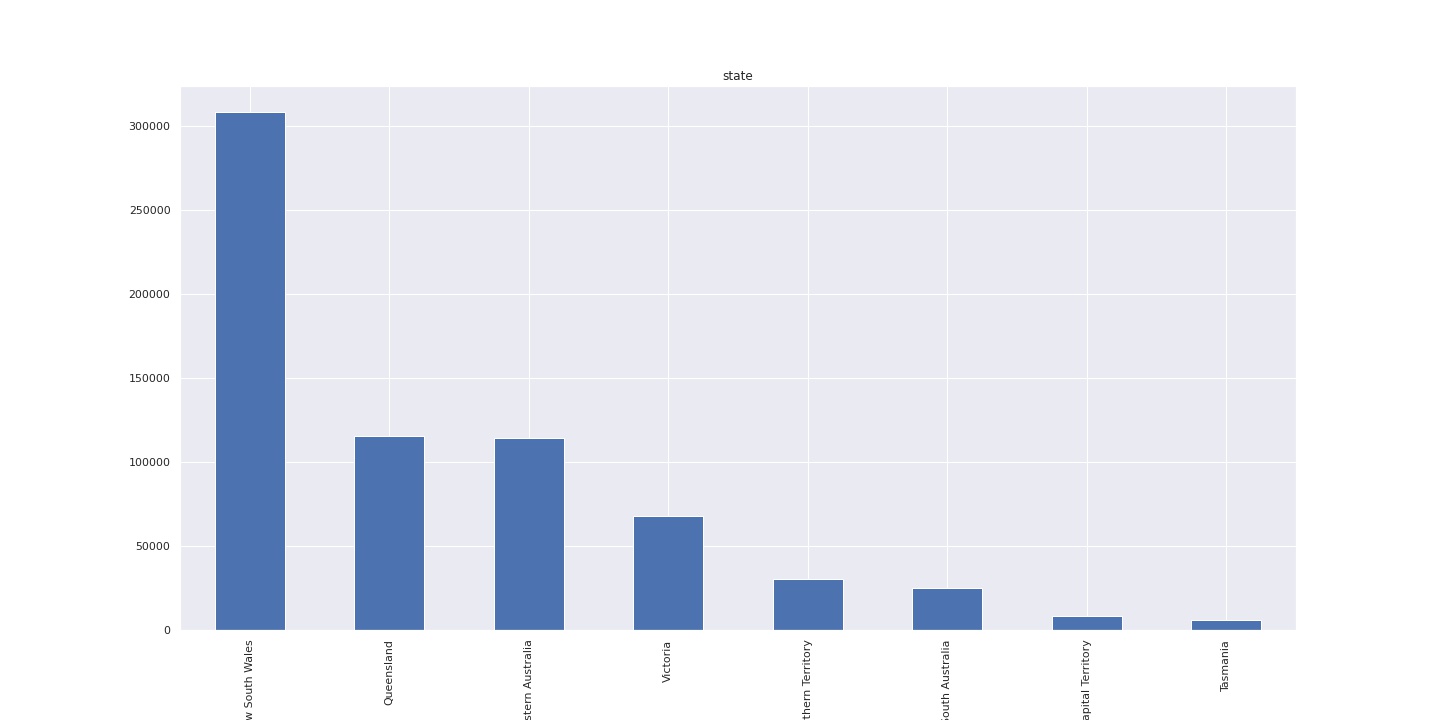 state
300000
250000
200000
150000
100000
50000
0
w South Wales
Queensland
stern Australia
Victoria
thern Territory
South Australia
apital Territory
Tasmania